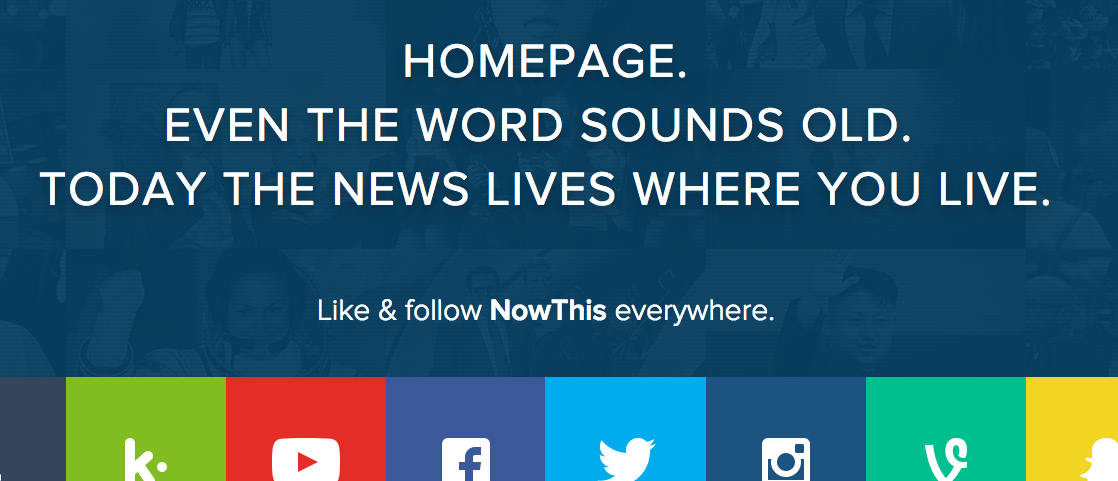 HOMEPAGE.
EVEN THE WORD SOUNDS OLD.
TODAY THE NEWS LIVES WHERE YOU LIVE.
Like & follow NowThis everywhere.